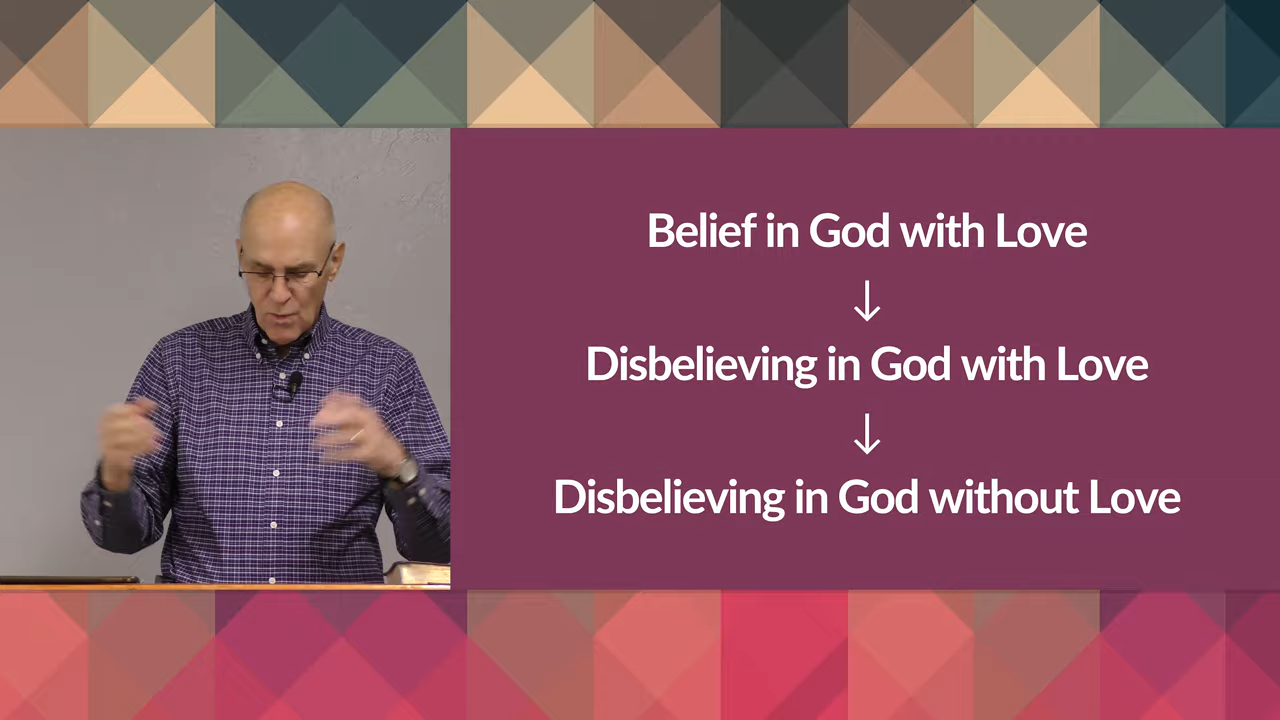 Belief in God with Love
↓
Disbelieving in God with Love
↓
Disbelieving in God without Love